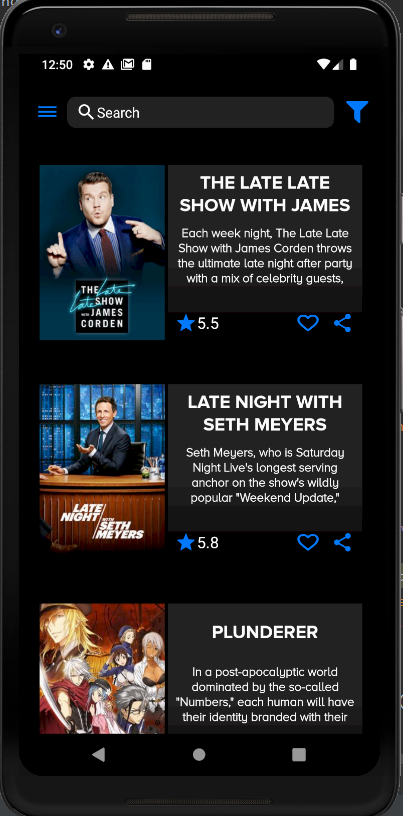 12:50
Search
THE LATE LATE
SHOW WITH JAMES
Each week night, The Late Late
Show with James Corden throws
the ultimate late night after party
with a mix of celebrity guests,
THE Late
Late SHOW
WITH JAMES
CORDEN
5.5
LATE NIGHT WITH
SETH MEYERS
Seth Meyers, who is Saturday
Night Live's longest serving
anchor on the show's wildly
popular "Weekend Update,"
LATE
NIGHT WITH
SETH
MEYERS
5.8
PLUNDERER
In a post-apocalyptic world
dominated by the so-called
"Numbers," each human will have
their identity branded with their